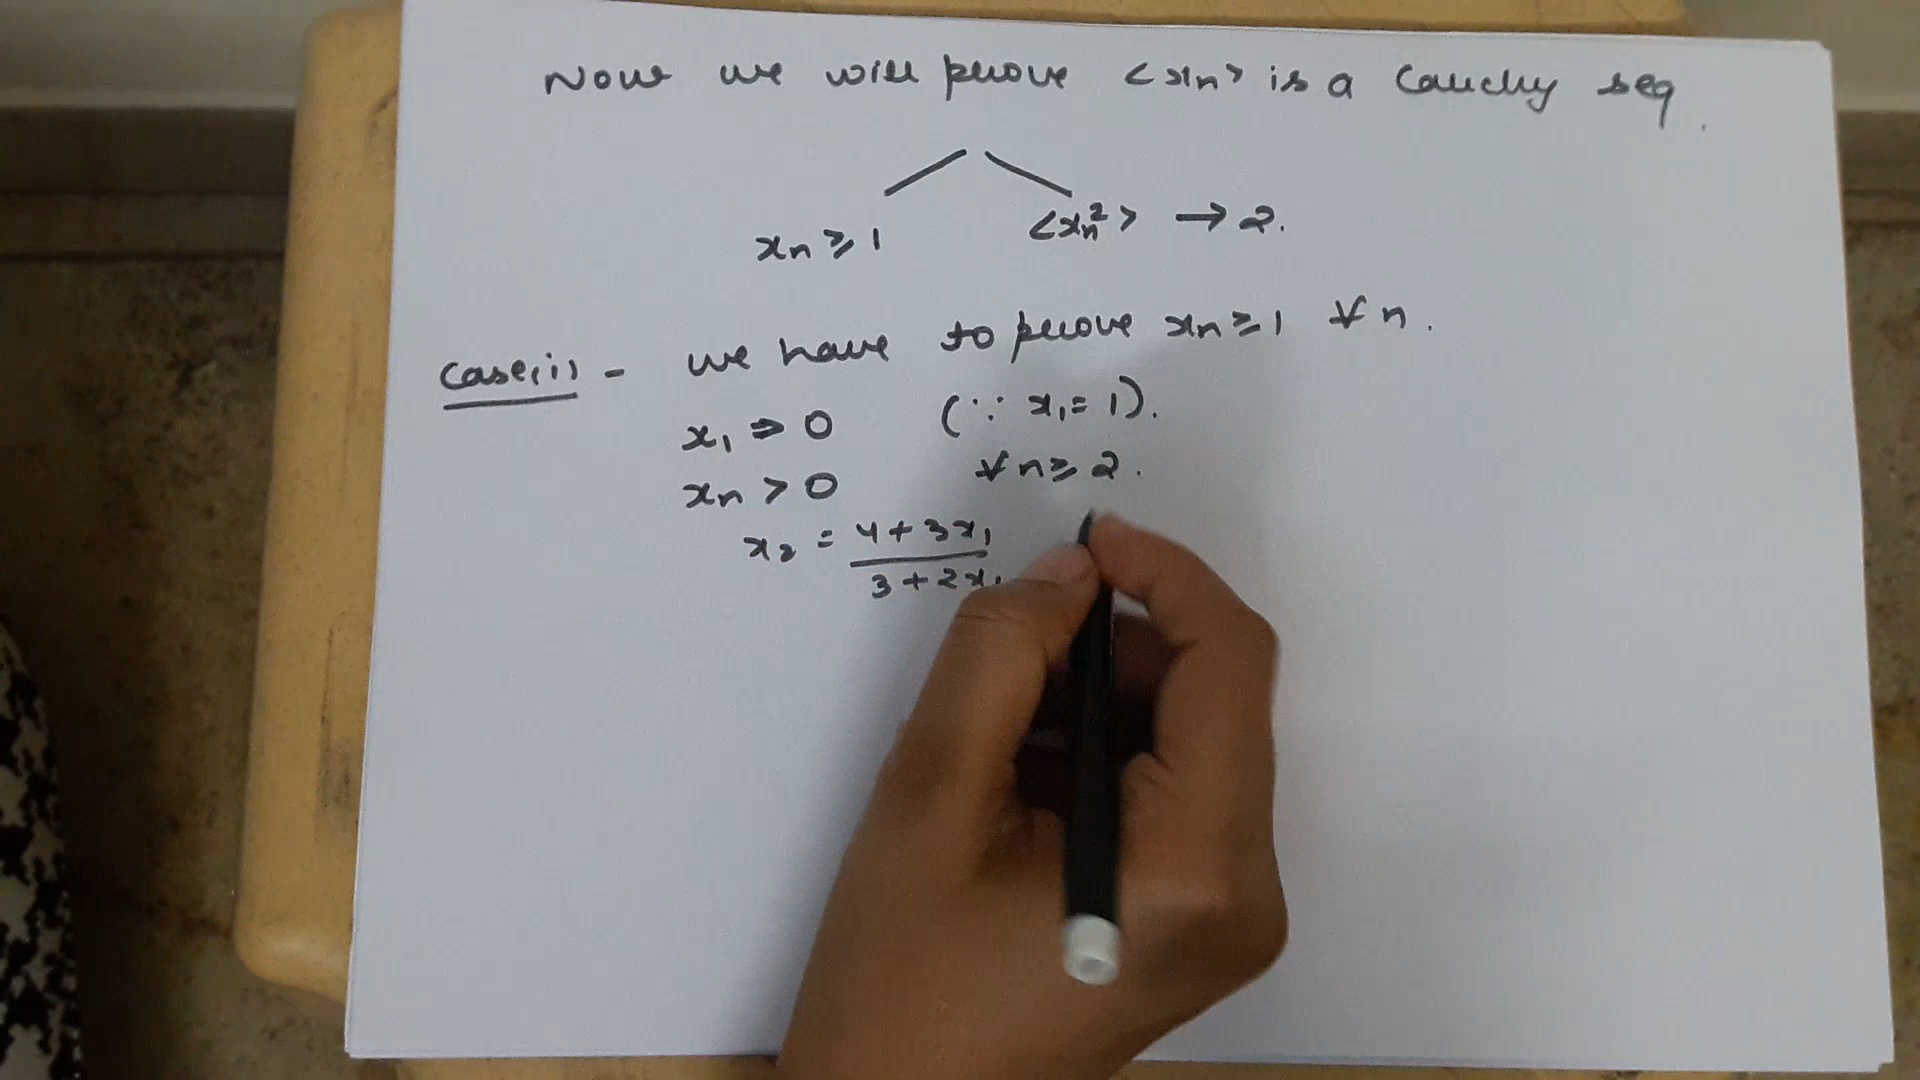 Now we will prove <xn> is a Cauchy seq.
xn ≥ 1 <xn²> → 2.
Case(i) - we have to prove xn ≥ 1 ∀ n.
x₁ ⇒ 0 (∵ x₁ = 1).
xn > 0 ∀ n ≥ 2.
x₂ = (4 + 3x₁)/(3 + 2x₁)